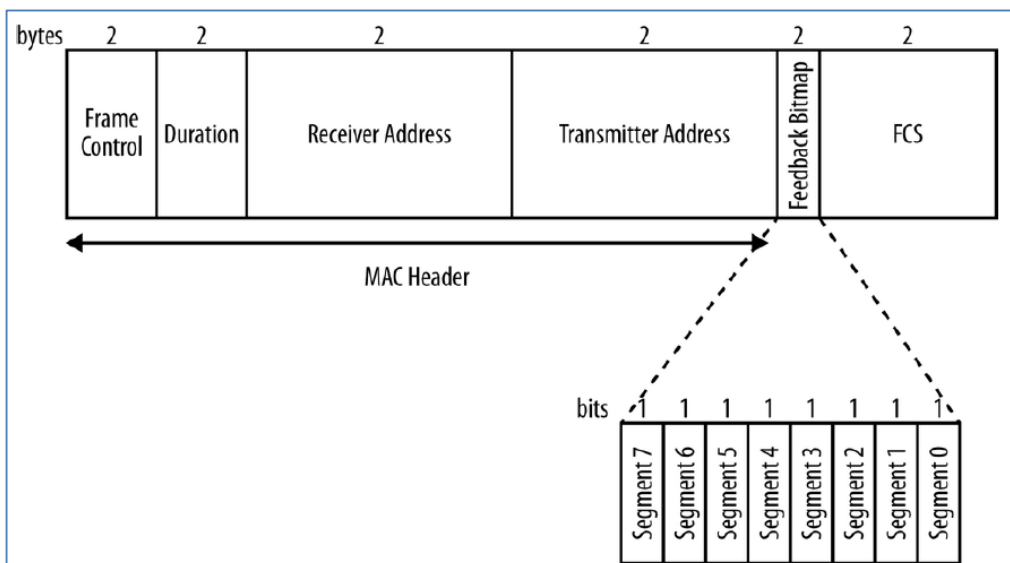 bytes 2 2 2 2 2 2
Frame
Control
Duration
Receiver Address
Transmitter Address
Feedback Bitmap
FCS
MAC Header
bits 1 1 1 1 1 1 1 1
Segment 7
Segment 6
Segment 5
Segment 4
Segment 3
Segment 2
Segment 1
Segment 0